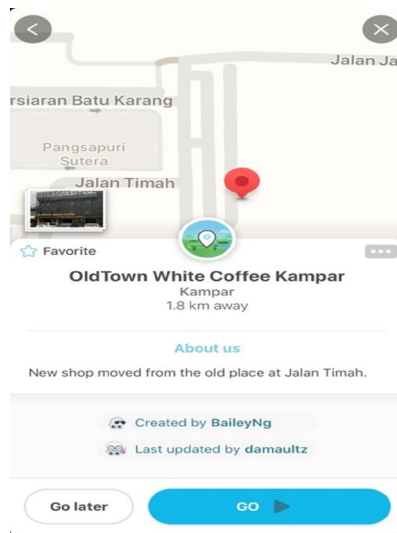 Jalan Ja
rsiaran Batu Karang
Pangsapuri
Sutera
Jalan Timah
Favorite
OldTown White Coffee Kampar
Kampar
1.8 km away
About us
New shop moved from the old place at Jalan Timah.
Created by BaileyNg
Last updated by damaultz
Go later
GO